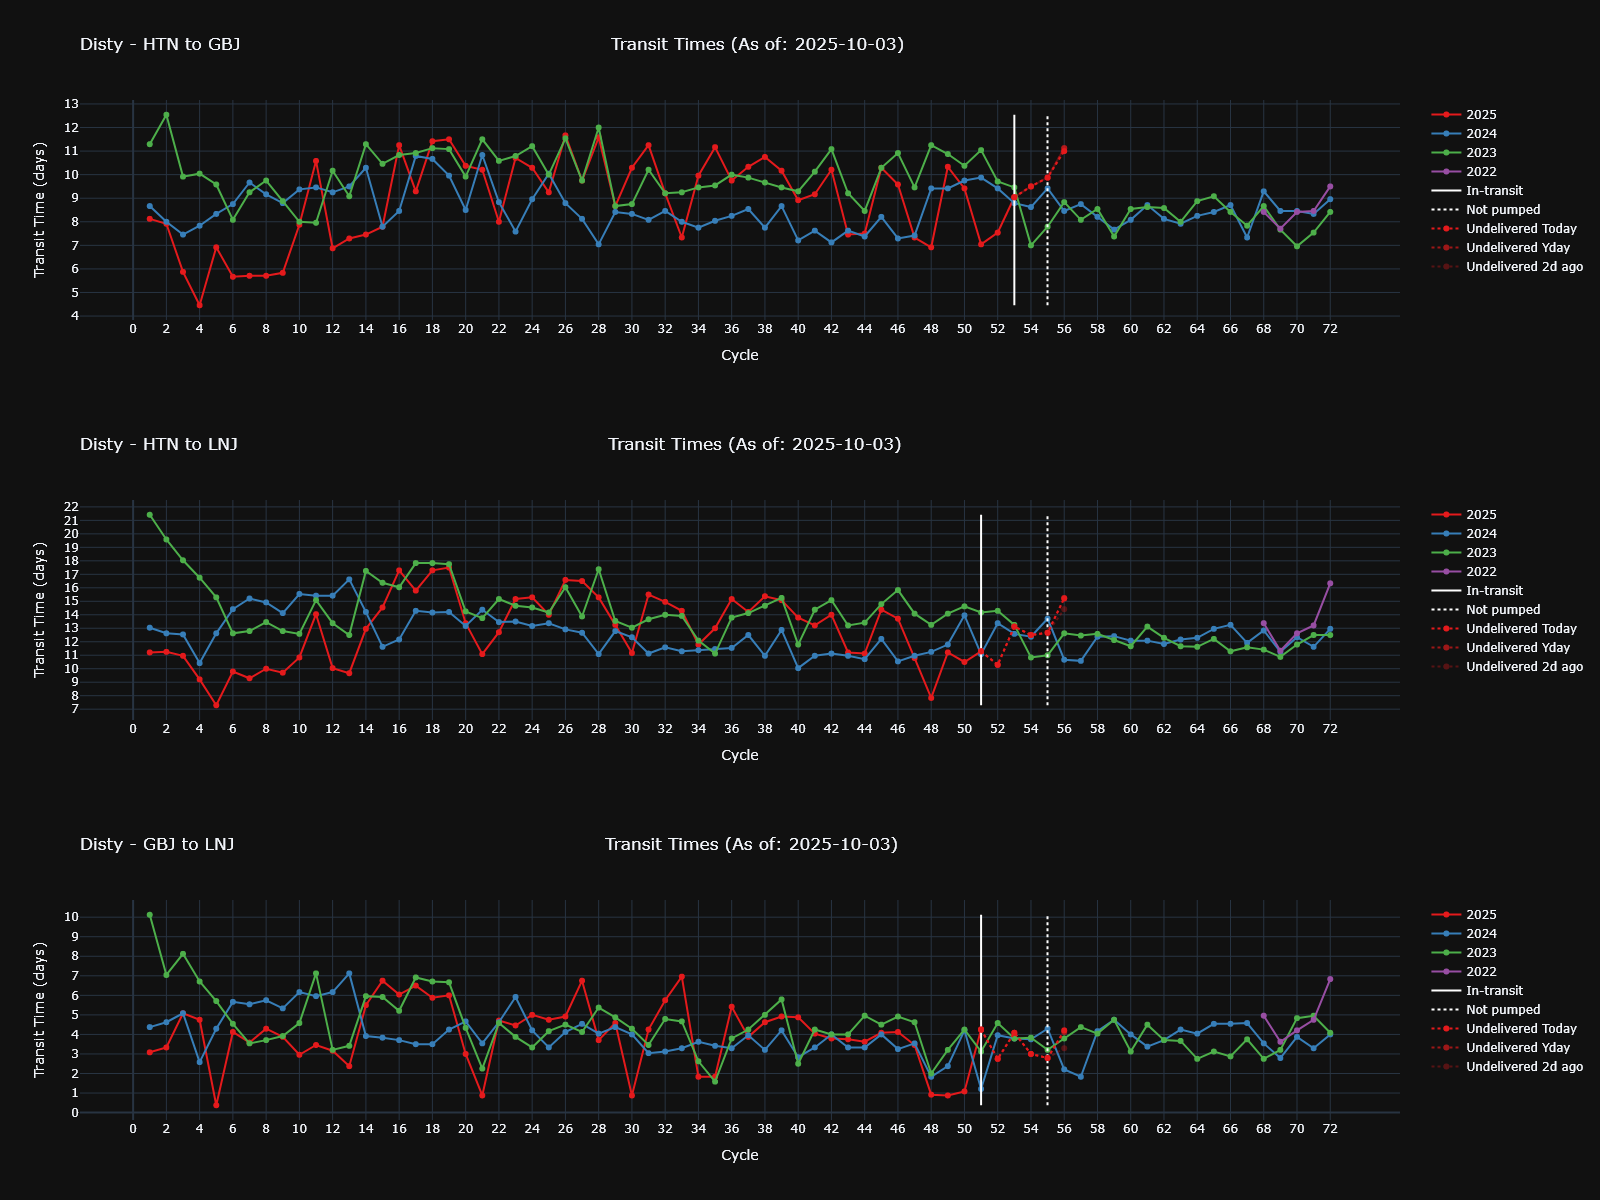 Disty - HTN to GBJ
Transit Times (As of: 2025-10-03)
Transit Time (days)
13
12
11
10
9
8
7
6
5
4
0 2 4 6 8 10 12 14 16 18 20 22 24 26 28 30 32 34 36 38 40 42 44 46 48 50 52 54 56 58 60 62 64 66 68 70 72
Cycle
2025
2024
2023
2022
In-transit
Not pumped
Undelivered Today
Undelivered Yday
Undelivered 2d ago
Disty - HTN to LNJ
Transit Times (As of: 2025-10-03)
Transit Time (days)
22
21
20
19
18
17
16
15
14
13
12
11
10
9
8
7
0 2 4 6 8 10 12 14 16 18 20 22 24 26 28 30 32 34 36 38 40 42 44 46 48 50 52 54 56 58 60 62 64 66 68 70 72
Cycle
2025
2024
2023
2022
In-transit
Not pumped
Undelivered Today
Undelivered Yday
Undelivered 2d ago
Disty - GBJ to LNJ
Transit Times (As of: 2025-10-03)
Transit Time (days)
10
9
8
7
6
5
4
3
2
1
0
0 2 4 6 8 10 12 14 16 18 20 22 24 26 28 30 32 34 36 38 40 42 44 46 48 50 52 54 56 58 60 62 64 66 68 70 72
Cycle
2025
2024
2023
2022
In-transit
Not pumped
Undelivered Today
Undelivered Yday
Undelivered 2d ago